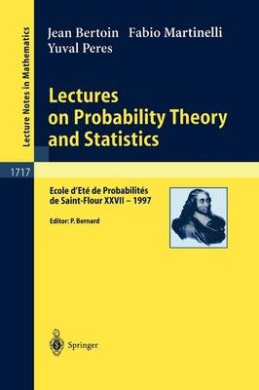 Jean Bertoin Fabio Martinelli
Yuval Peres
Lecture Notes in Mathematics
1717
Lectures
on Probability Theory
and Statistics
Ecole d'Eté de Probabilités
de Saint-Flour XXVII – 1997
Editor: P. Bernard
Springer